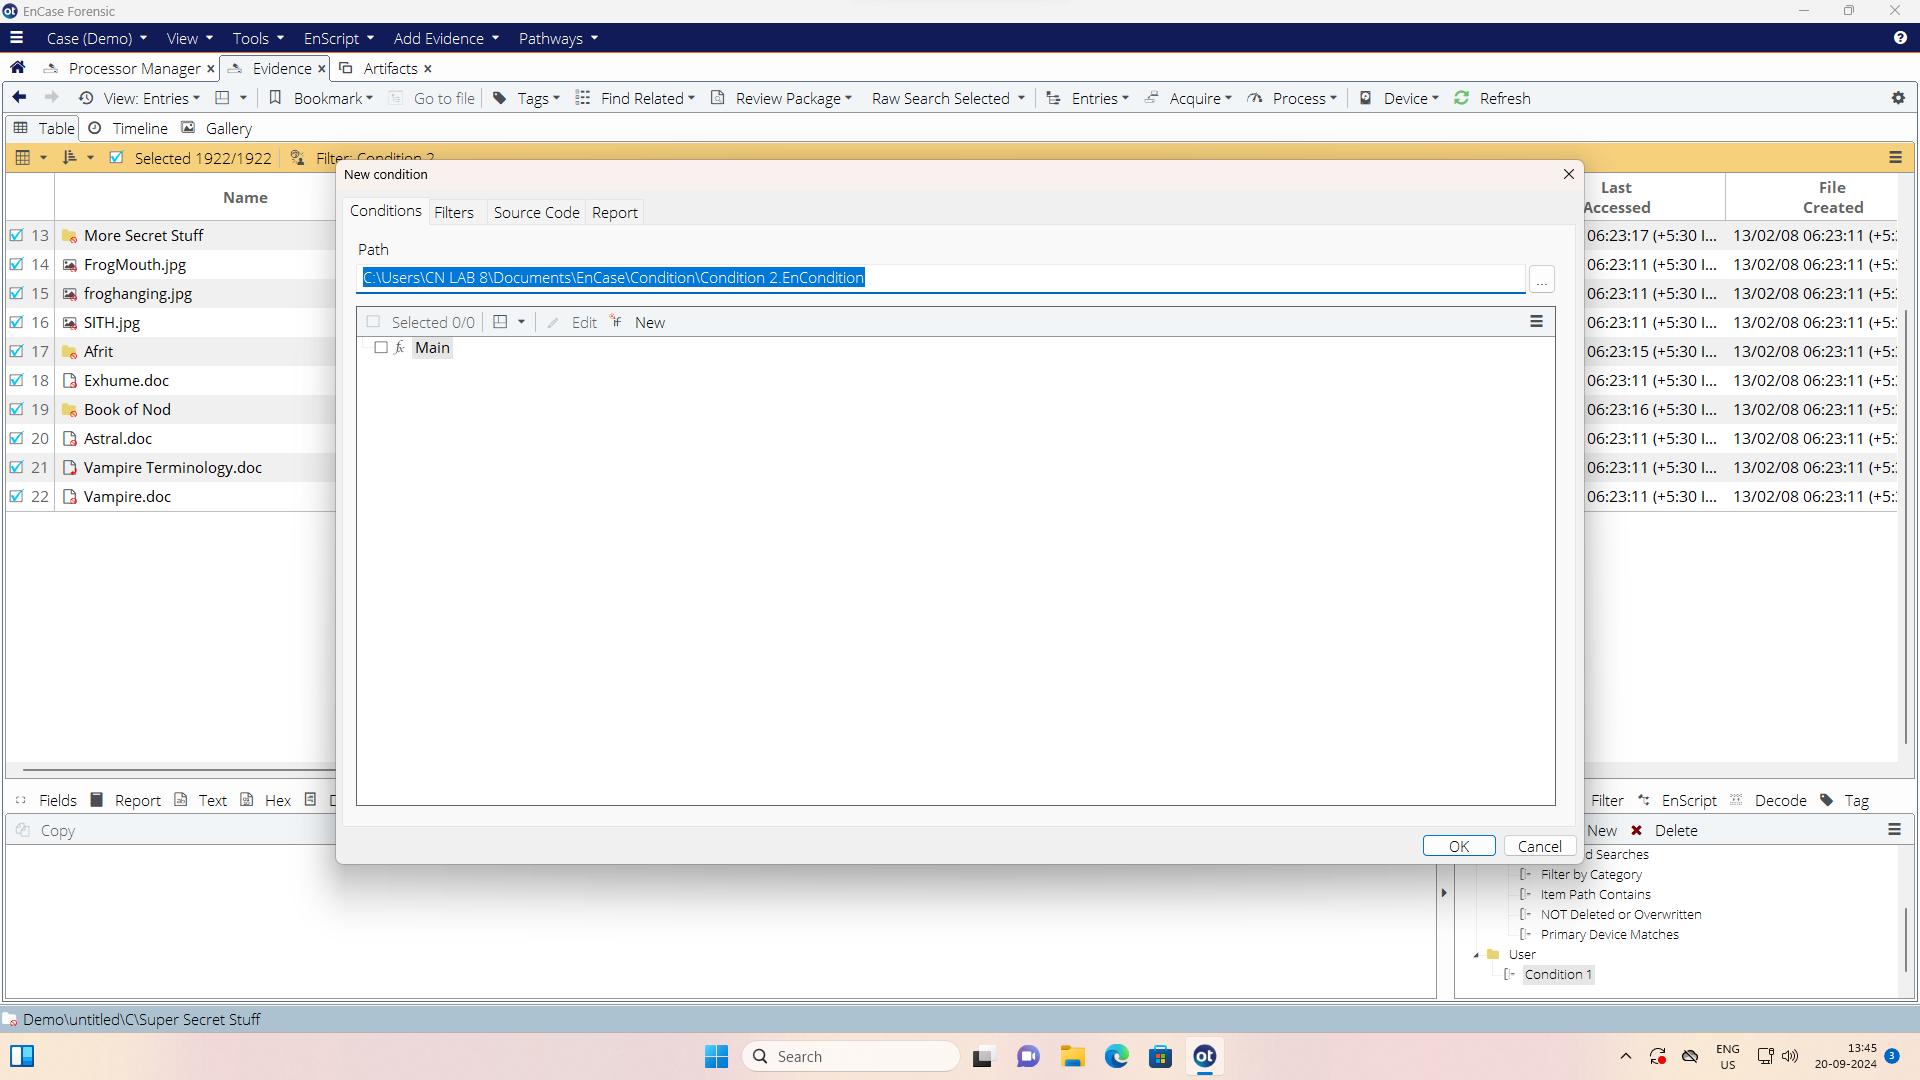 EnCase Forensic
Case (Demo) View Tools EnScript Add Evidence Pathways
Processor Manager Evidence Artifacts
View: Entries Bookmark Go to file Tags Find Related Review Package Raw Search Selected Entries Acquire Process Device Refresh
Table Timeline Gallery
Selected 1922/1922 Filter: Condition 2
Name Last Accessed File Created
13 More Secret Stuff 06:23:17 (+5:30 I... 13/02/08 06:23:11 (+5:
14 FrogMouth.jpg 06:23:11 (+5:30 I... 13/02/08 06:23:11 (+5:
15 froghanging.jpg 06:23:11 (+5:30 I... 13/02/08 06:23:11 (+5:
16 SITH.jpg 06:23:11 (+5:30 I... 13/02/08 06:23:11 (+5:
17 Afrit 06:23:15 (+5:30 I... 13/02/08 06:23:11 (+5:
18 Exhume.doc 06:23:11 (+5:30 I... 13/02/08 06:23:11 (+5:
19 Book of Nod 06:23:16 (+5:30 I... 13/02/08 06:23:11 (+5:
20 Astral.doc 06:23:11 (+5:30 I... 13/02/08 06:23:11 (+5:
21 Vampire Terminology.doc 06:23:11 (+5:30 I... 13/02/08 06:23:11 (+5:
22 Vampire.doc 06:23:11 (+5:30 I... 13/02/08 06:23:11 (+5:
New condition
Conditions Filters Source Code Report
Path
C:\Users\CN LAB 8\Documents\EnCase\Condition\Condition 2.EnCondition
...
Selected 0/0 Edit New
Main
OK Cancel
Fields Report Text Hex D
Copy
Filter EnScript Decode Tag
New Delete
d Searches
Filter by Category
Item Path Contains
NOT Deleted or Overwritten
Primary Device Matches
User
Condition 1
Demo\untitled\C\Super Secret Stuff
Search
ENG
US
13:45
20-09-2024
3